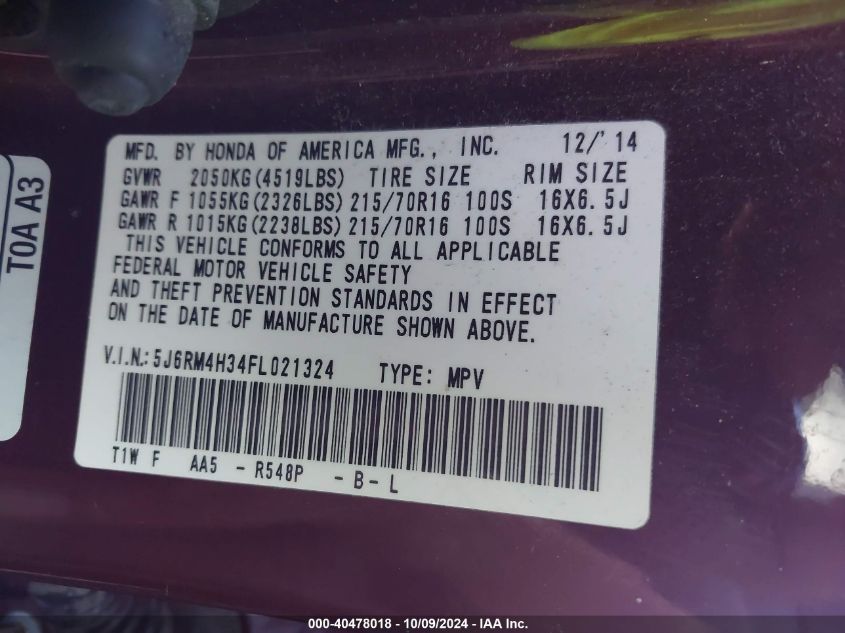 MFD. BY HONDA OF AMERICA MFG., INC. 12/'14
GVWR 2050KG(4519LBS) TIRE SIZE RIM SIZE
GAWR F 1055KG(2326LBS) 215/70R16 100S 16X6.5J
GAWR R 1015KG(2238LBS) 215/70R16 100S 16X6.5J
THIS VEHICLE CONFORMS TO ALL APPLICABLE
FEDERAL MOTOR VEHICLE SAFETY
AND THEFT PREVENTION STANDARDS IN EFFECT
ON THE DATE OF MANUFACTURE SHOWN ABOVE.
V.I.N.: 5J6RM4H34FL021324 TYPE: MPV
T1W F AA5 - R548P - B - L
T0A A3
000-40478018 - 10/09/2024 - IAA Inc.